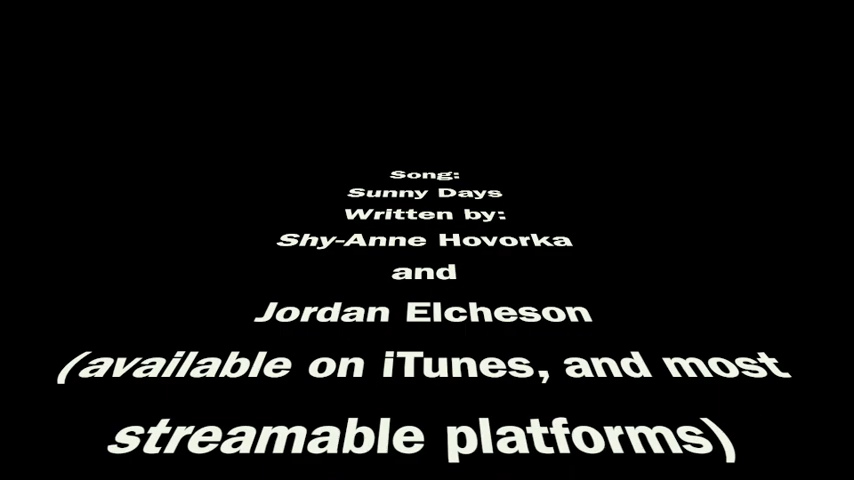 Song:
Sunny Days
Written by:
Shy-Anne Hovorka
and
Jordan Elcheson
(available on iTunes, and most
streamable platforms)